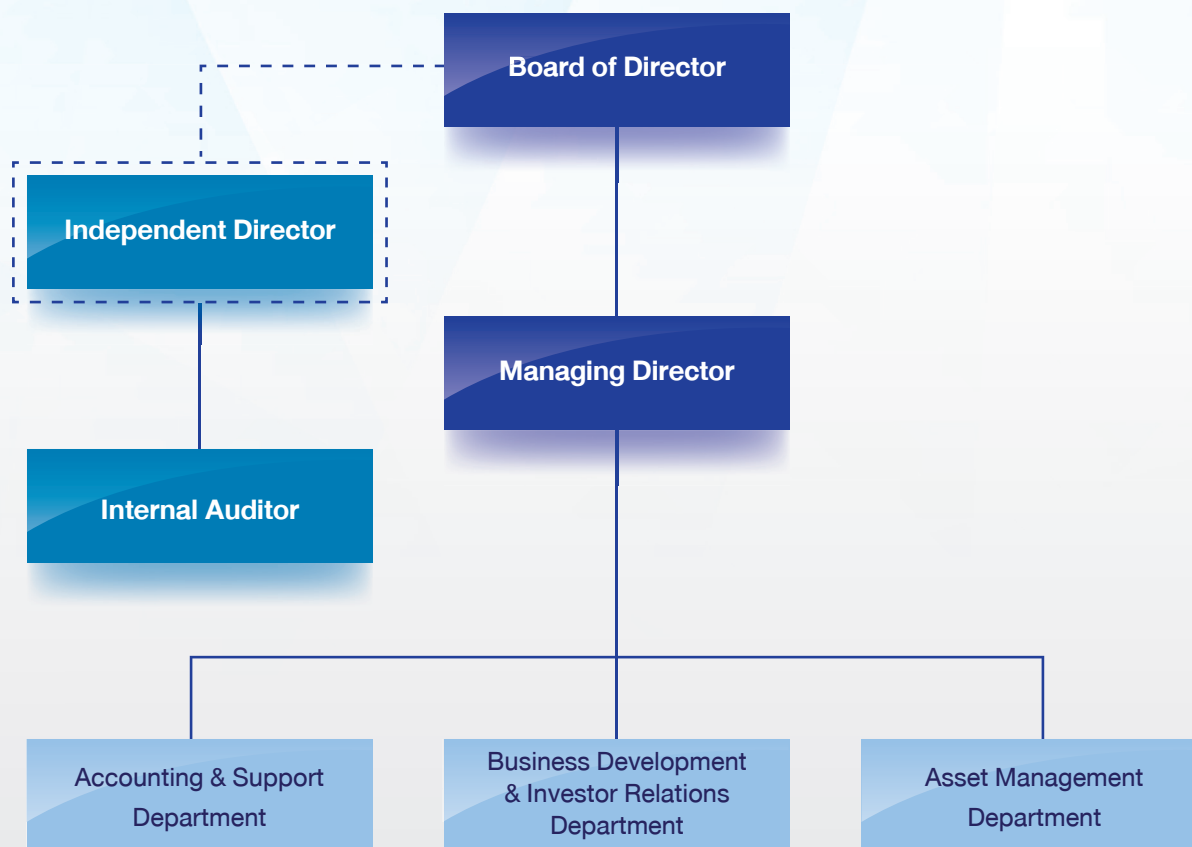 Board of Director
Independent Director
Managing Director
Internal Auditor
Accounting & Support
Department
Business Development
& Investor Relations
Department
Asset Management
Department